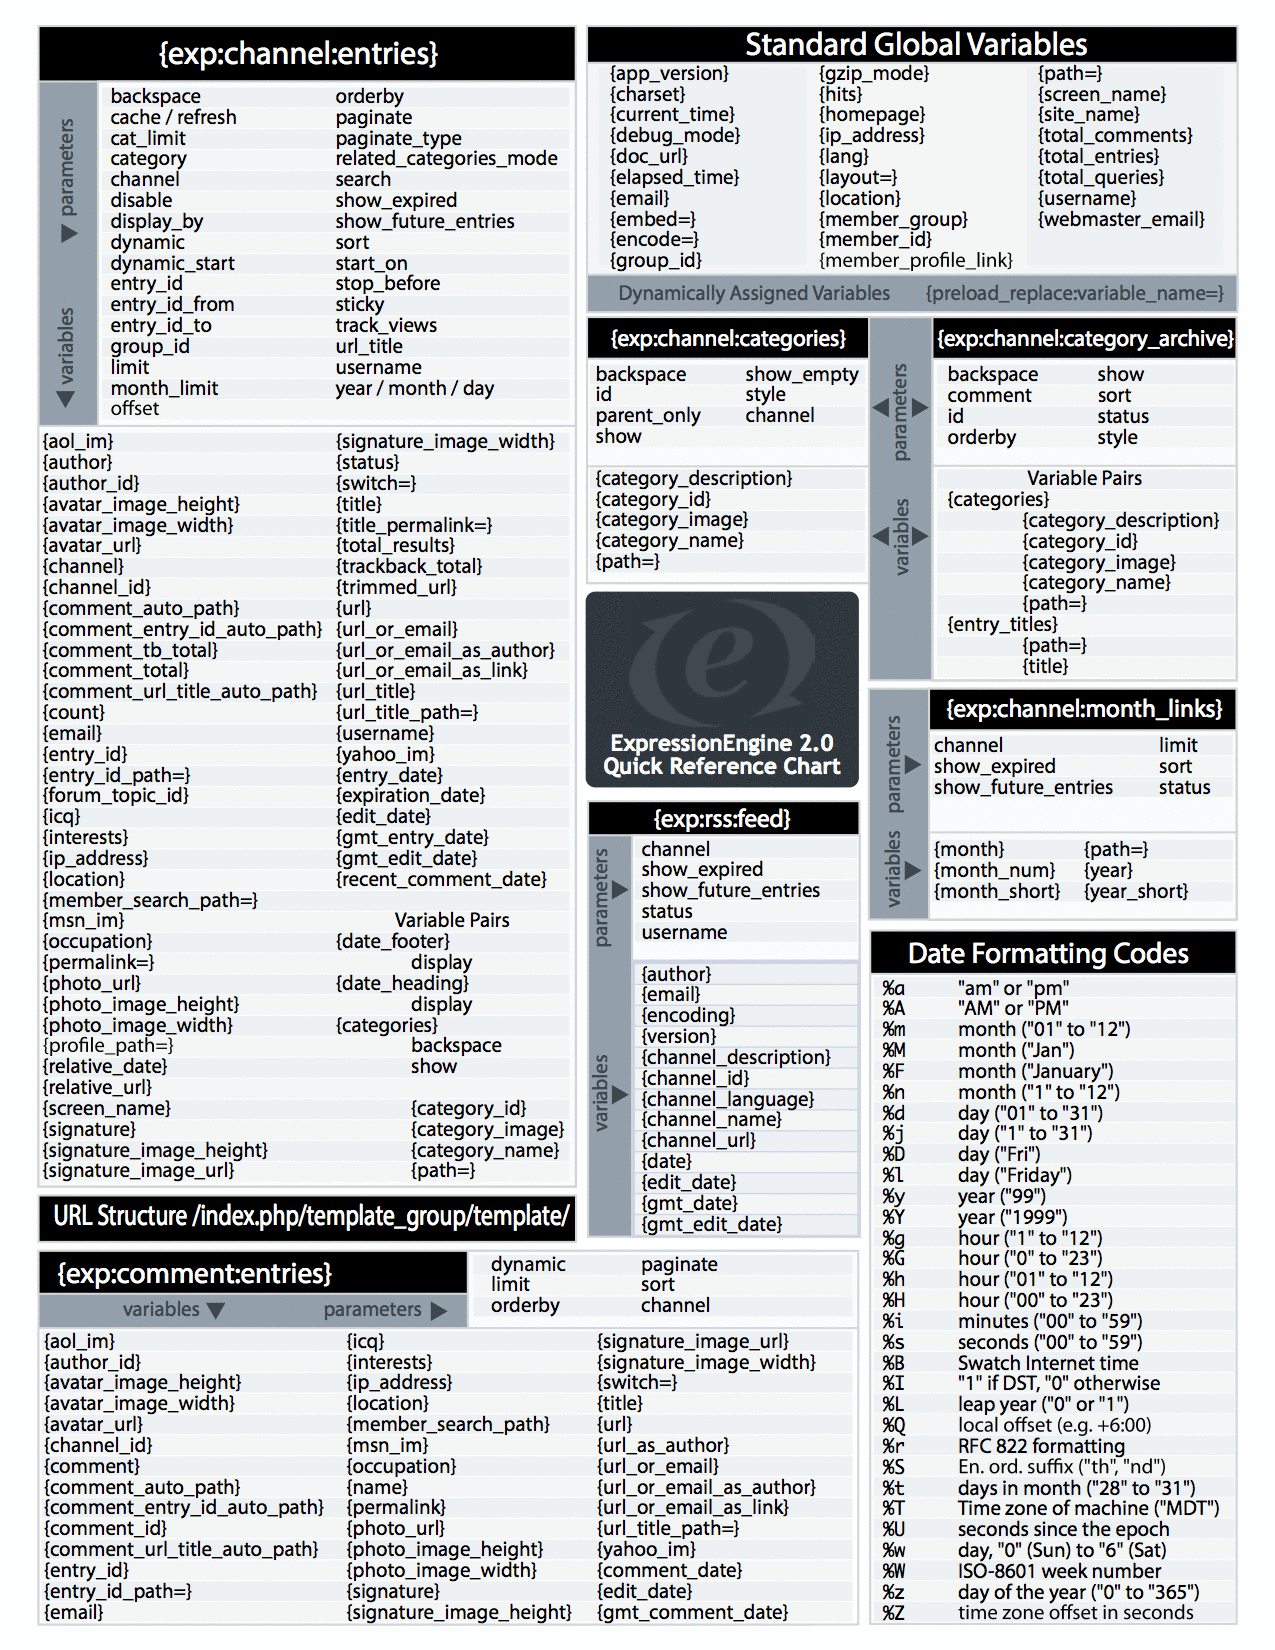 {exp:channel:entries}
parameters
variables
backspace orderby
cache / refresh paginate
cat_limit paginate_type
category related_categories_mode
channel search
disable show_expired
display_by show_future_entries
dynamic sort
dynamic_start start_on
entry_id stop_before
entry_id_from sticky
entry_id_to track_views
group_id url_title
limit username
month_limit year / month / day
offset
{aol_im} {signature_image_width}
{author} {status}
{author_id} {switch=}
{avatar_image_height} {title}
{avatar_image_width} {title_permalink=}
{avatar_url} {total_results}
{channel} {trackback_total}
{channel_id} {trimmed_url}
{comment_auto_path} {url}
{comment_entry_id_auto_path} {url_or_email}
{comment_tb_total} {url_or_email_as_author}
{comment_total} {url_or_email_as_link}
{comment_url_title_auto_path} {url_title}
{count} {url_title_path=}
{email} {username}
{entry_id} {yahoo_im}
{entry_id_path=} {entry_date}
{forum_topic_id} {expiration_date}
{icq} {edit_date}
{interests} {gmt_entry_date}
{ip_address} {gmt_edit_date}
{location} {recent_comment_date}
{member_search_path=}
{msn_im} Variable Pairs
{occupation} {date_footer}
{permalink=} display
{photo_url} {date_heading}
{photo_image_height} display
{photo_image_width} {categories}
{profile_path=} backspace
{relative_date} show
{relative_url}
{screen_name} {category_id}
{signature} {category_image}
{signature_image_height} {category_name}
{signature_image_url} {path=}
URL Structure /index.php/template_group/template/
Standard Global Variables
{app_version} {gzip_mode} {path=}
{charset} {hits} {screen_name}
{current_time} {homepage} {site_name}
{debug_mode} {ip_address} {total_comments}
{doc_url} {lang} {total_entries}
{elapsed_time} {layout=} {total_queries}
{email} {location} {username}
{embed=} {member_group} {webmaster_email}
{encode=} {member_id}
{group_id} {member_profile_link}
Dynamically Assigned Variables {preload_replace:variable_name=}
{exp:channel:categories}
backspace show_empty
id style
parent_only channel
show
{category_description}
{category_id}
{category_image}
{category_name}
{path=}
parameters
variables
{exp:channel:category_archive}
backspace show
comment sort
id status
orderby style
Variable Pairs
{categories}
{category_description}
{category_id}
{category_image}
{category_name}
{path=}
{entry_titles}
{path=}
{title}
e
ExpressionEngine 2.0
Quick Reference Chart
{exp:channel:month_links}
parameters
variables
channel limit
show_expired sort
show_future_entries status
{month} {path=}
{month_num} {year}
{month_short} {year_short}
{exp:rss:feed}
parameters
variables
channel
show_expired
show_future_entries
status
username
{author}
{email}
{encoding}
{version}
{channel_description}
{channel_id}
{channel_language}
{channel_name}
{channel_url}
{date}
{edit_date}
{gmt_date}
{gmt_edit_date}
Date Formatting Codes
%a "am" or "pm"
%A "AM" or "PM"
%m month ("01" to "12")
%M month ("Jan")
%F month ("January")
%n month ("1" to "12")
%d day ("01" to "31")
%j day ("1" to "31")
%D day ("Fri")
%l day ("Friday")
%y year ("99")
%Y year ("1999")
%g hour ("1" to "12")
%G hour ("0" to "23")
%h hour ("01" to "12")
%H hour ("00" to "23")
%i minutes ("00" to "59")
%s seconds ("00" to "59")
%B Swatch Internet time
%I "1" if DST, "0" otherwise
%L leap year ("0" or "1")
%Q local offset (e.g. +6:00)
%r RFC 822 formatting
%S En. ord. suffix ("th", "nd")
%t days in month ("28" to "31")
%T Time zone of machine ("MDT")
%U seconds since the epoch
%w day, "0" (Sun) to "6" (Sat)
%W ISO-8601 week number
%z day of the year ("0" to "365")
%Z time zone offset in seconds
{exp:comment:entries}
variables parameters
dynamic paginate
limit sort
orderby channel
{aol_im} {icq} {signature_image_url}
{author_id} {interests} {signature_image_width}
{avatar_image_height} {ip_address} {switch=}
{avatar_image_width} {location} {title}
{avatar_url} {member_search_path} {url}
{channel_id} {msn_im} {url_as_author}
{comment} {occupation} {url_or_email}
{comment_auto_path} {name} {url_or_email_as_author}
{comment_entry_id_auto_path} {permalink} {url_or_email_as_link}
{comment_id} {photo_url} {url_title_path=}
{comment_url_title_auto_path} {photo_image_height} {yahoo_im}
{entry_id} {photo_image_width} {comment_date}
{entry_id_path=} {signature} {edit_date}
{email} {signature_image_height} {gmt_comment_date}